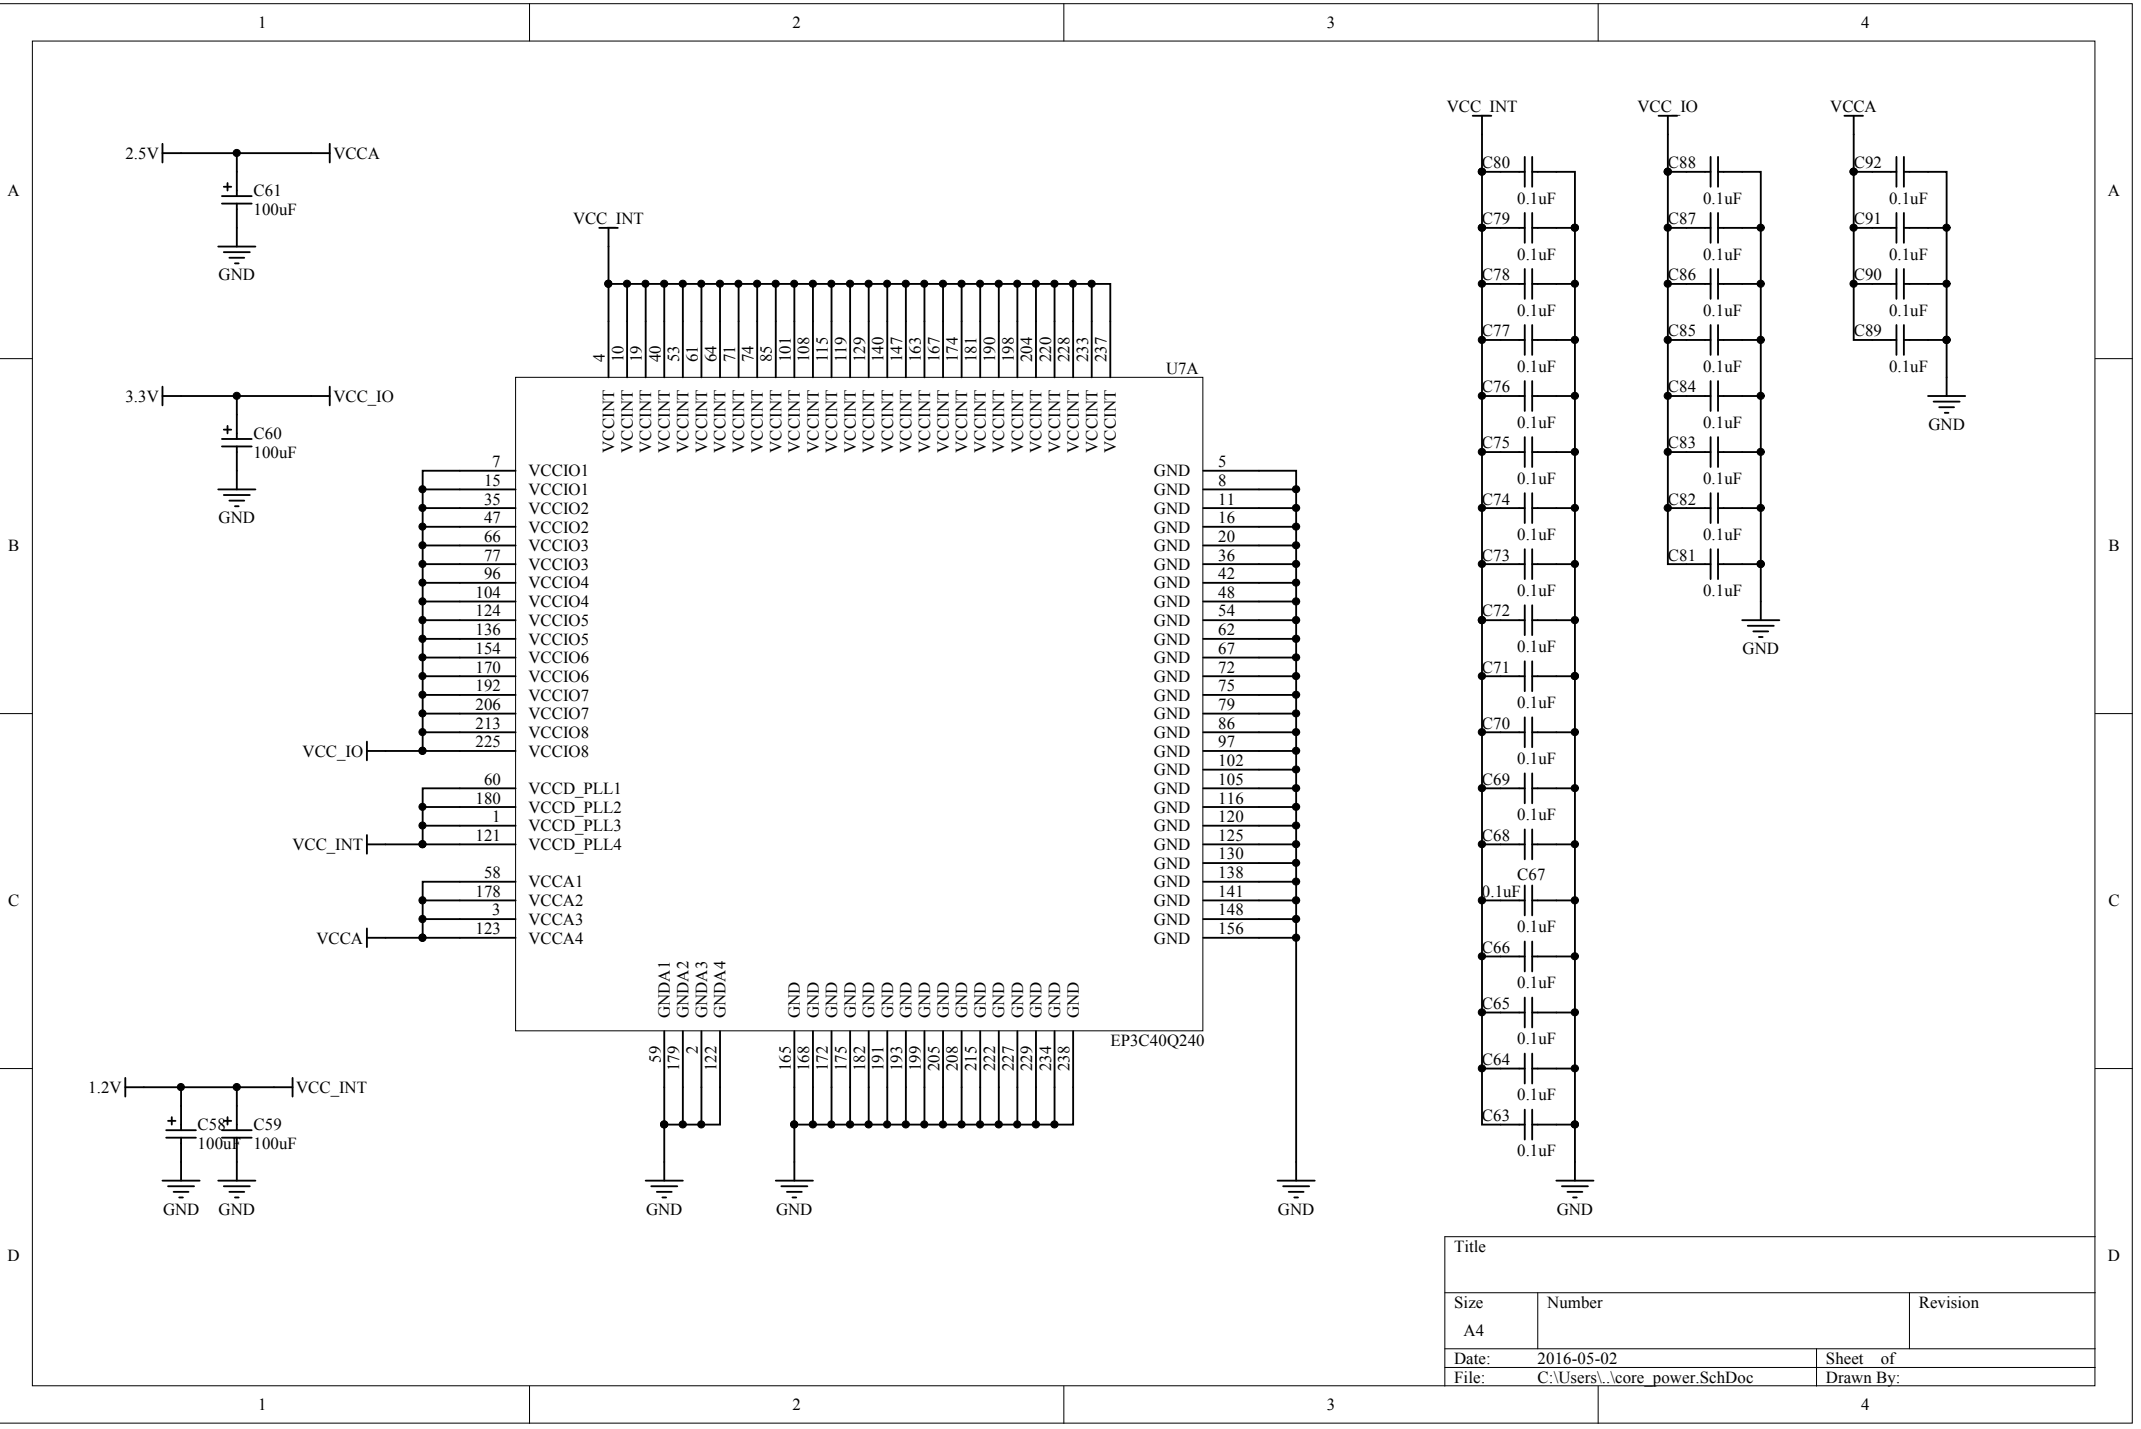 1 2 3 4
A A
B B
C C
D D
2.5V VCCA
+ C61
100uF
GND
3.3V VCC_IO
+ C60
100uF
GND
VCC_INT
4 10 19 40 53 61 64 71 74 85 101 108 115 119 129 140 147 163 167 174 181 190 198 204 220 228 233 237
VCCINT VCCINT VCCINT VCCINT VCCINT VCCINT VCCINT VCCINT VCCINT VCCINT VCCINT VCCINT VCCINT VCCINT VCCINT VCCINT VCCINT VCCINT VCCINT VCCINT VCCINT VCCINT VCCINT VCCINT VCCINT VCCINT VCCINT VCCINT
U7A
7 VCCIO1
15 VCCIO1
35 VCCIO2
47 VCCIO2
66 VCCIO3
77 VCCIO3
96 VCCIO4
104 VCCIO4
124 VCCIO5
136 VCCIO5
154 VCCIO6
170 VCCIO6
192 VCCIO7
206 VCCIO7
213 VCCIO8
VCC_IO 225 VCCIO8
60 VCCD_PLL1
180 VCCD_PLL2
1 VCCD_PLL3
VCC_INT 121 VCCD_PLL4
58 VCCA1
178 VCCA2
3 VCCA3
VCCA 123 VCCA4
GND 5
GND 8
GND 11
GND 16
GND 20
GND 36
GND 42
GND 48
GND 54
GND 62
GND 67
GND 72
GND 75
GND 79
GND 86
GND 97
GND 102
GND 105
GND 116
GND 120
GND 125
GND 130
GND 138
GND 141
GND 148
GND 156
GND
GNDA1 GNDA2 GNDA3 GNDA4
59 179 2 122
GND
GND GND GND GND GND GND GND GND GND GND GND GND GND GND GND GND
165 168 172 175 182 191 193 199 205 208 215 222 227 229 234 238
GND
EP3C40Q240
1.2V VCC_INT
+ C58 + C59
100uF 100uF
GND GND
VCC_INT
C80
0.1uF
C79
0.1uF
C78
0.1uF
C77
0.1uF
C76
0.1uF
C75
0.1uF
C74
0.1uF
C73
0.1uF
C72
0.1uF
C71
0.1uF
C70
0.1uF
C69
0.1uF
C68
C67
0.1uF
0.1uF
C66
0.1uF
C65
0.1uF
C64
0.1uF
C63
0.1uF
GND
VCC_IO
C88
0.1uF
C87
0.1uF
C86
0.1uF
C85
0.1uF
C84
0.1uF
C83
0.1uF
C82
0.1uF
C81
0.1uF
GND
VCCA
C92
0.1uF
C91
0.1uF
C90
0.1uF
C89
0.1uF
GND
Title
Size Number Revision
A4
Date: 2016-05-02 Sheet of
File: C:\Users\..\core_power.SchDoc Drawn By:
1 2 3 4